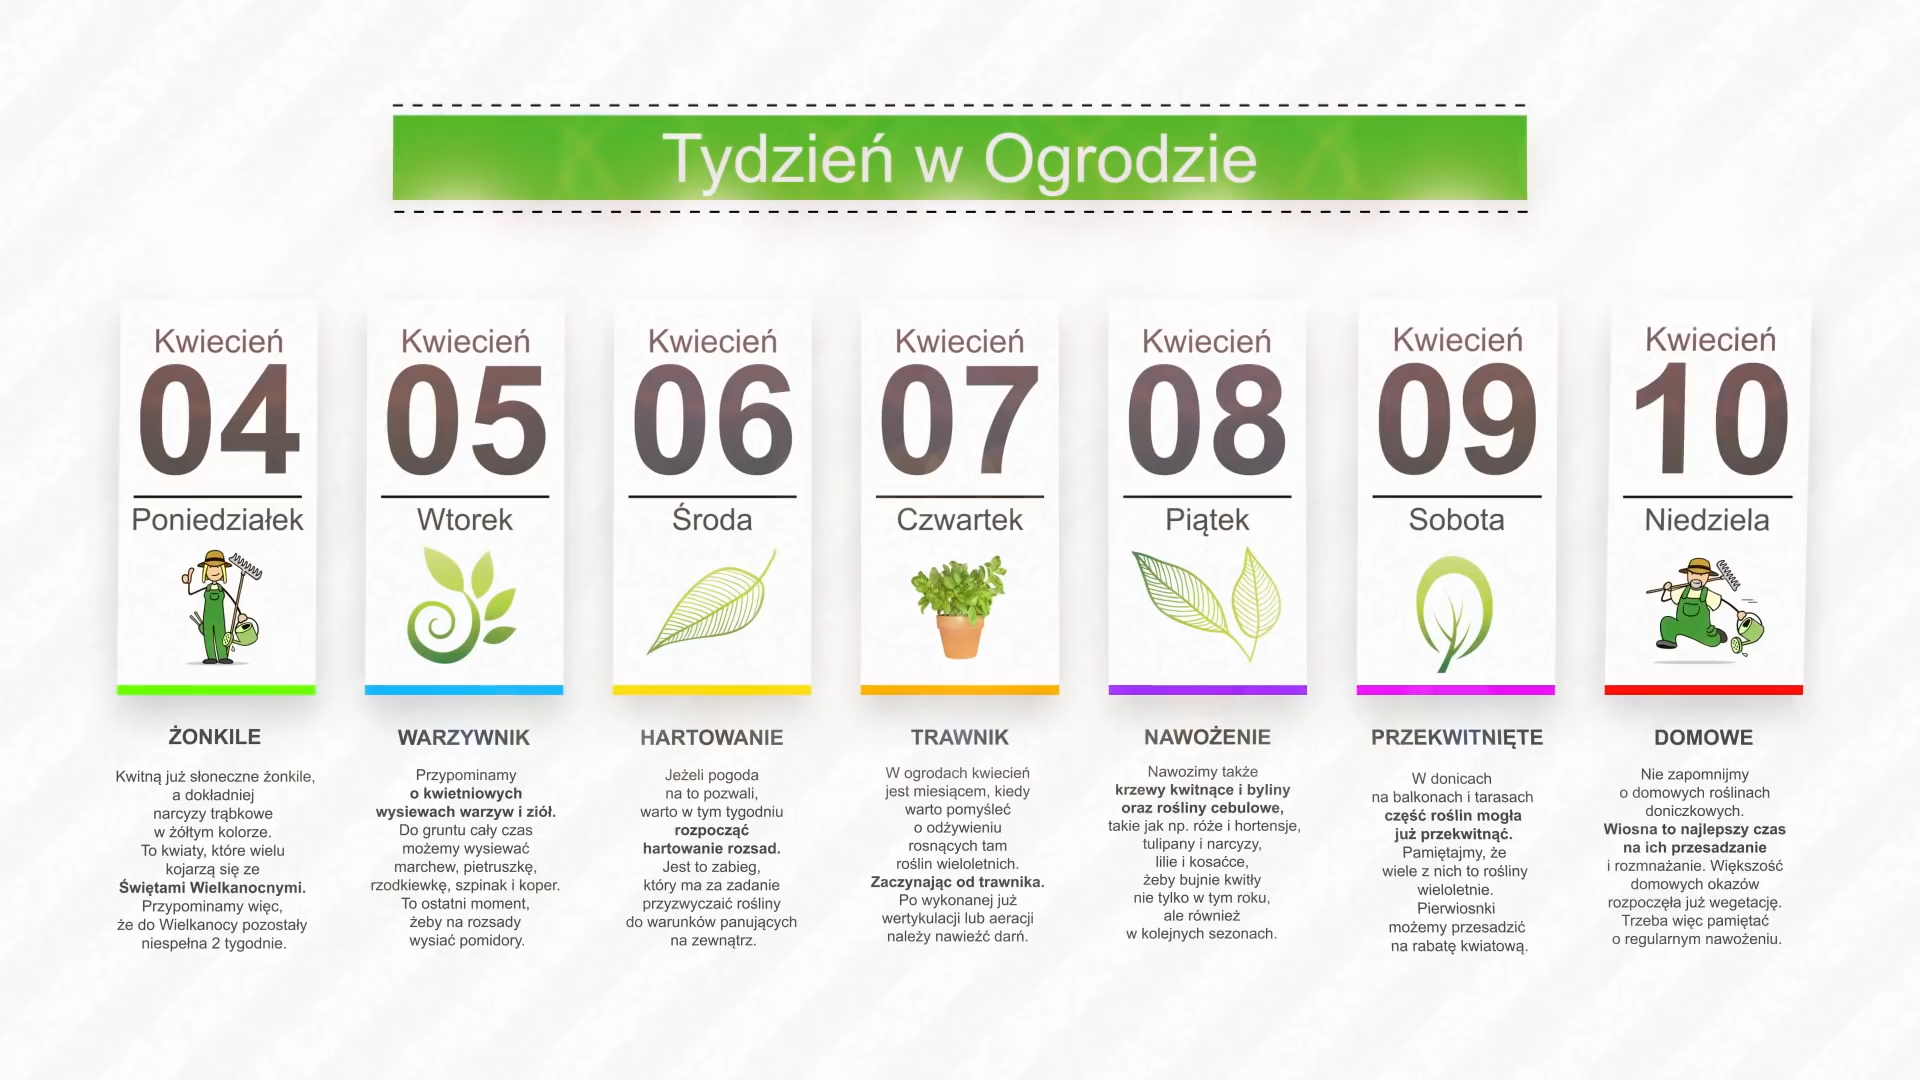 Tydzień w Ogrodzie
Kwiecień
04
Poniedziałek
ŻONKILE
Kwitną już słoneczne żonkile,
a dokładniej
narcyzy trąbkowe
w żółtym kolorze.
To kwiaty, które wielu
kojarzą się ze
Świętami Wielkanocnymi.
Przypominamy więc,
że do Wielkanocy pozostały
niespełna 2 tygodnie.
Kwiecień
05
Wtorek
WARZYWNIK
Przypominamy
o kwietniowych
wysiewach warzyw i ziół.
Do gruntu cały czas
możemy wysiewać
marchew, pietruszkę,
rzodkiewkę, szpinak i koper.
To ostatni moment,
żeby na rozsady
wysiać pomidory.
Kwiecień
06
Środa
HARTOWANIE
Jeżeli pogoda
na to pozwali,
warto w tym tygodniu
rozpocząć
hartowanie rozsad.
Jest to zabieg,
który ma za zadanie
przyzwyczaić rośliny
do warunków panujących
na zewnątrz.
Kwiecień
07
Czwartek
TRAWNIK
W ogrodach kwiecień
jest miesiącem, kiedy
warto pomyśleć
o odżywieniu
rosnących tam
roślin wieloletnich.
Zaczynając od trawnika.
Po wykonanej już
wertykulacji lub aeracji
należy nawieźć darń.
Kwiecień
08
Piątek
NAWOŻENIE
Nawozimy także
krzewy kwitnące i byliny
oraz rośliny cebulowe,
takie jak np. róże i hortensje,
tulipany i narcyzy,
lilie i kosaćce,
żeby bujnie kwitły
nie tylko w tym roku,
ale również
w kolejnych sezonach.
Kwiecień
09
Sobota
PRZEKWITNIĘTE
W donicach
na balkonach i tarasach
część roślin mogła
już przekwitnąć.
Pamiętajmy, że
wiele z nich to rośliny
wieloletnie.
Pierwiosnki
możemy przesadzić
na rabatę kwiatową.
Kwiecień
10
Niedziela
DOMOWE
Nie zapomnijmy
o domowych roślinach
doniczkowych.
Wiosna to najlepszy czas
na ich przesadzanie
i rozmnażanie. Większość
domowych okazów
rozpoczęła już wegetację.
Trzeba więc pamiętać
o regularnym nawożeniu.